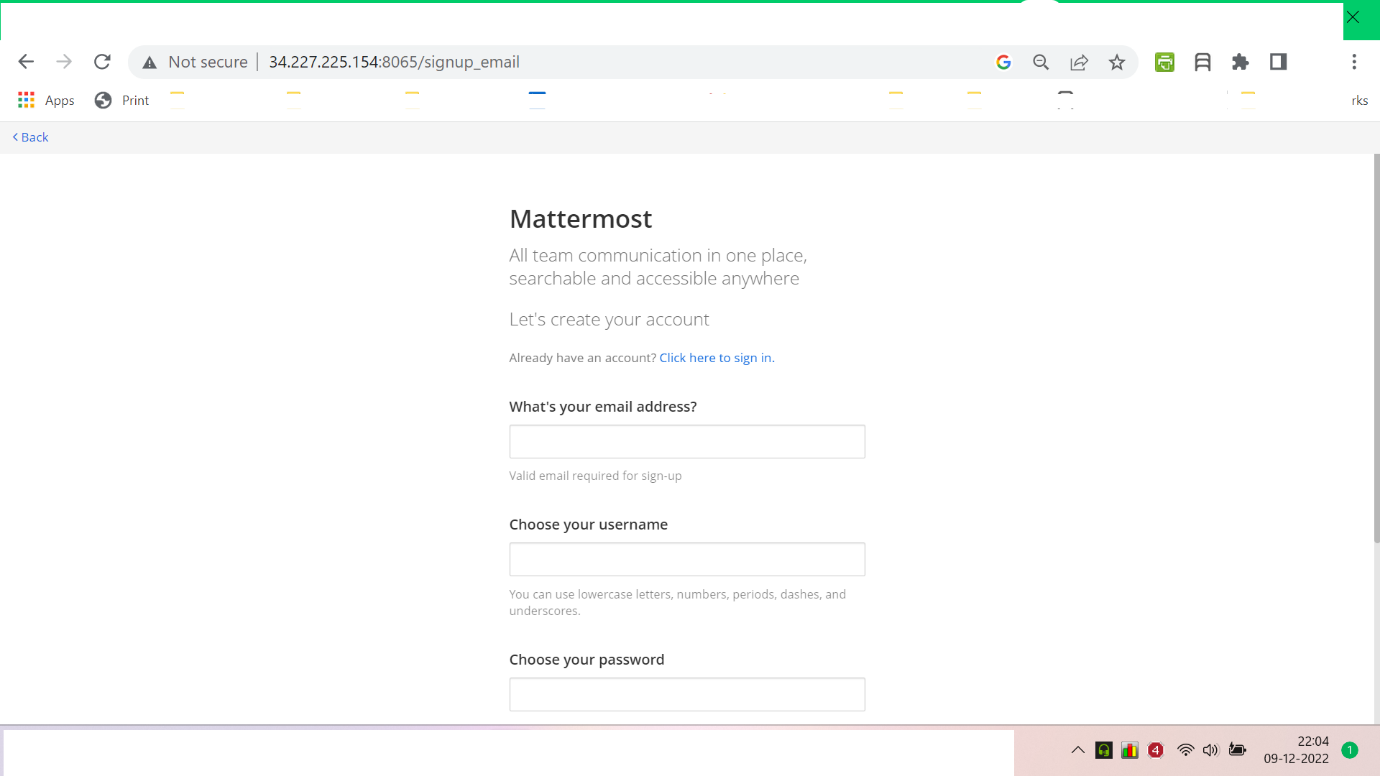 Not secure
34.227.225.154:8065/signup_email
Apps
Print
rks
Back
Mattermost
All team communication in one place,
searchable and accessible anywhere
Let's create your account
Already have an account? Click here to sign in.
What's your email address?
Valid email required for sign-up
Choose your username
You can use lowercase letters, numbers, periods, dashes, and
underscores.
Choose your password
4
22:04
09-12-2022
1